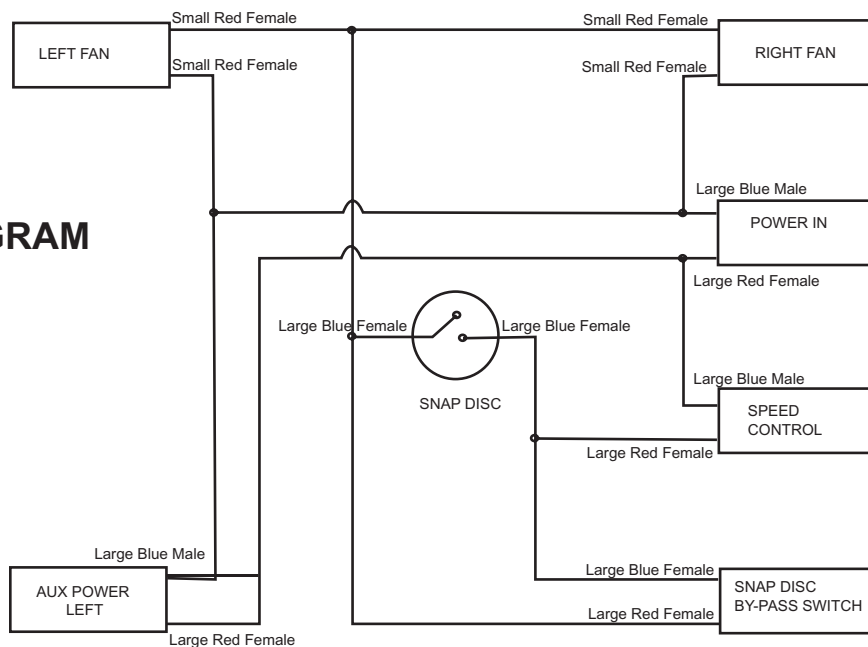 Small Red Female
Small Red Female
LEFT FAN
RIGHT FAN
Small Red Female
Small Red Female
Large Blue Male
GRAM
POWER IN
Large Red Female
Large Blue Female
Large Blue Female
Large Blue Male
SNAP DISC
SPEED
CONTROL
Large Red Female
Large Blue Male
Large Blue Female
AUX POWER
LEFT
SNAP DISC
BY-PASS SWITCH
Large Red Female
Large Red Female